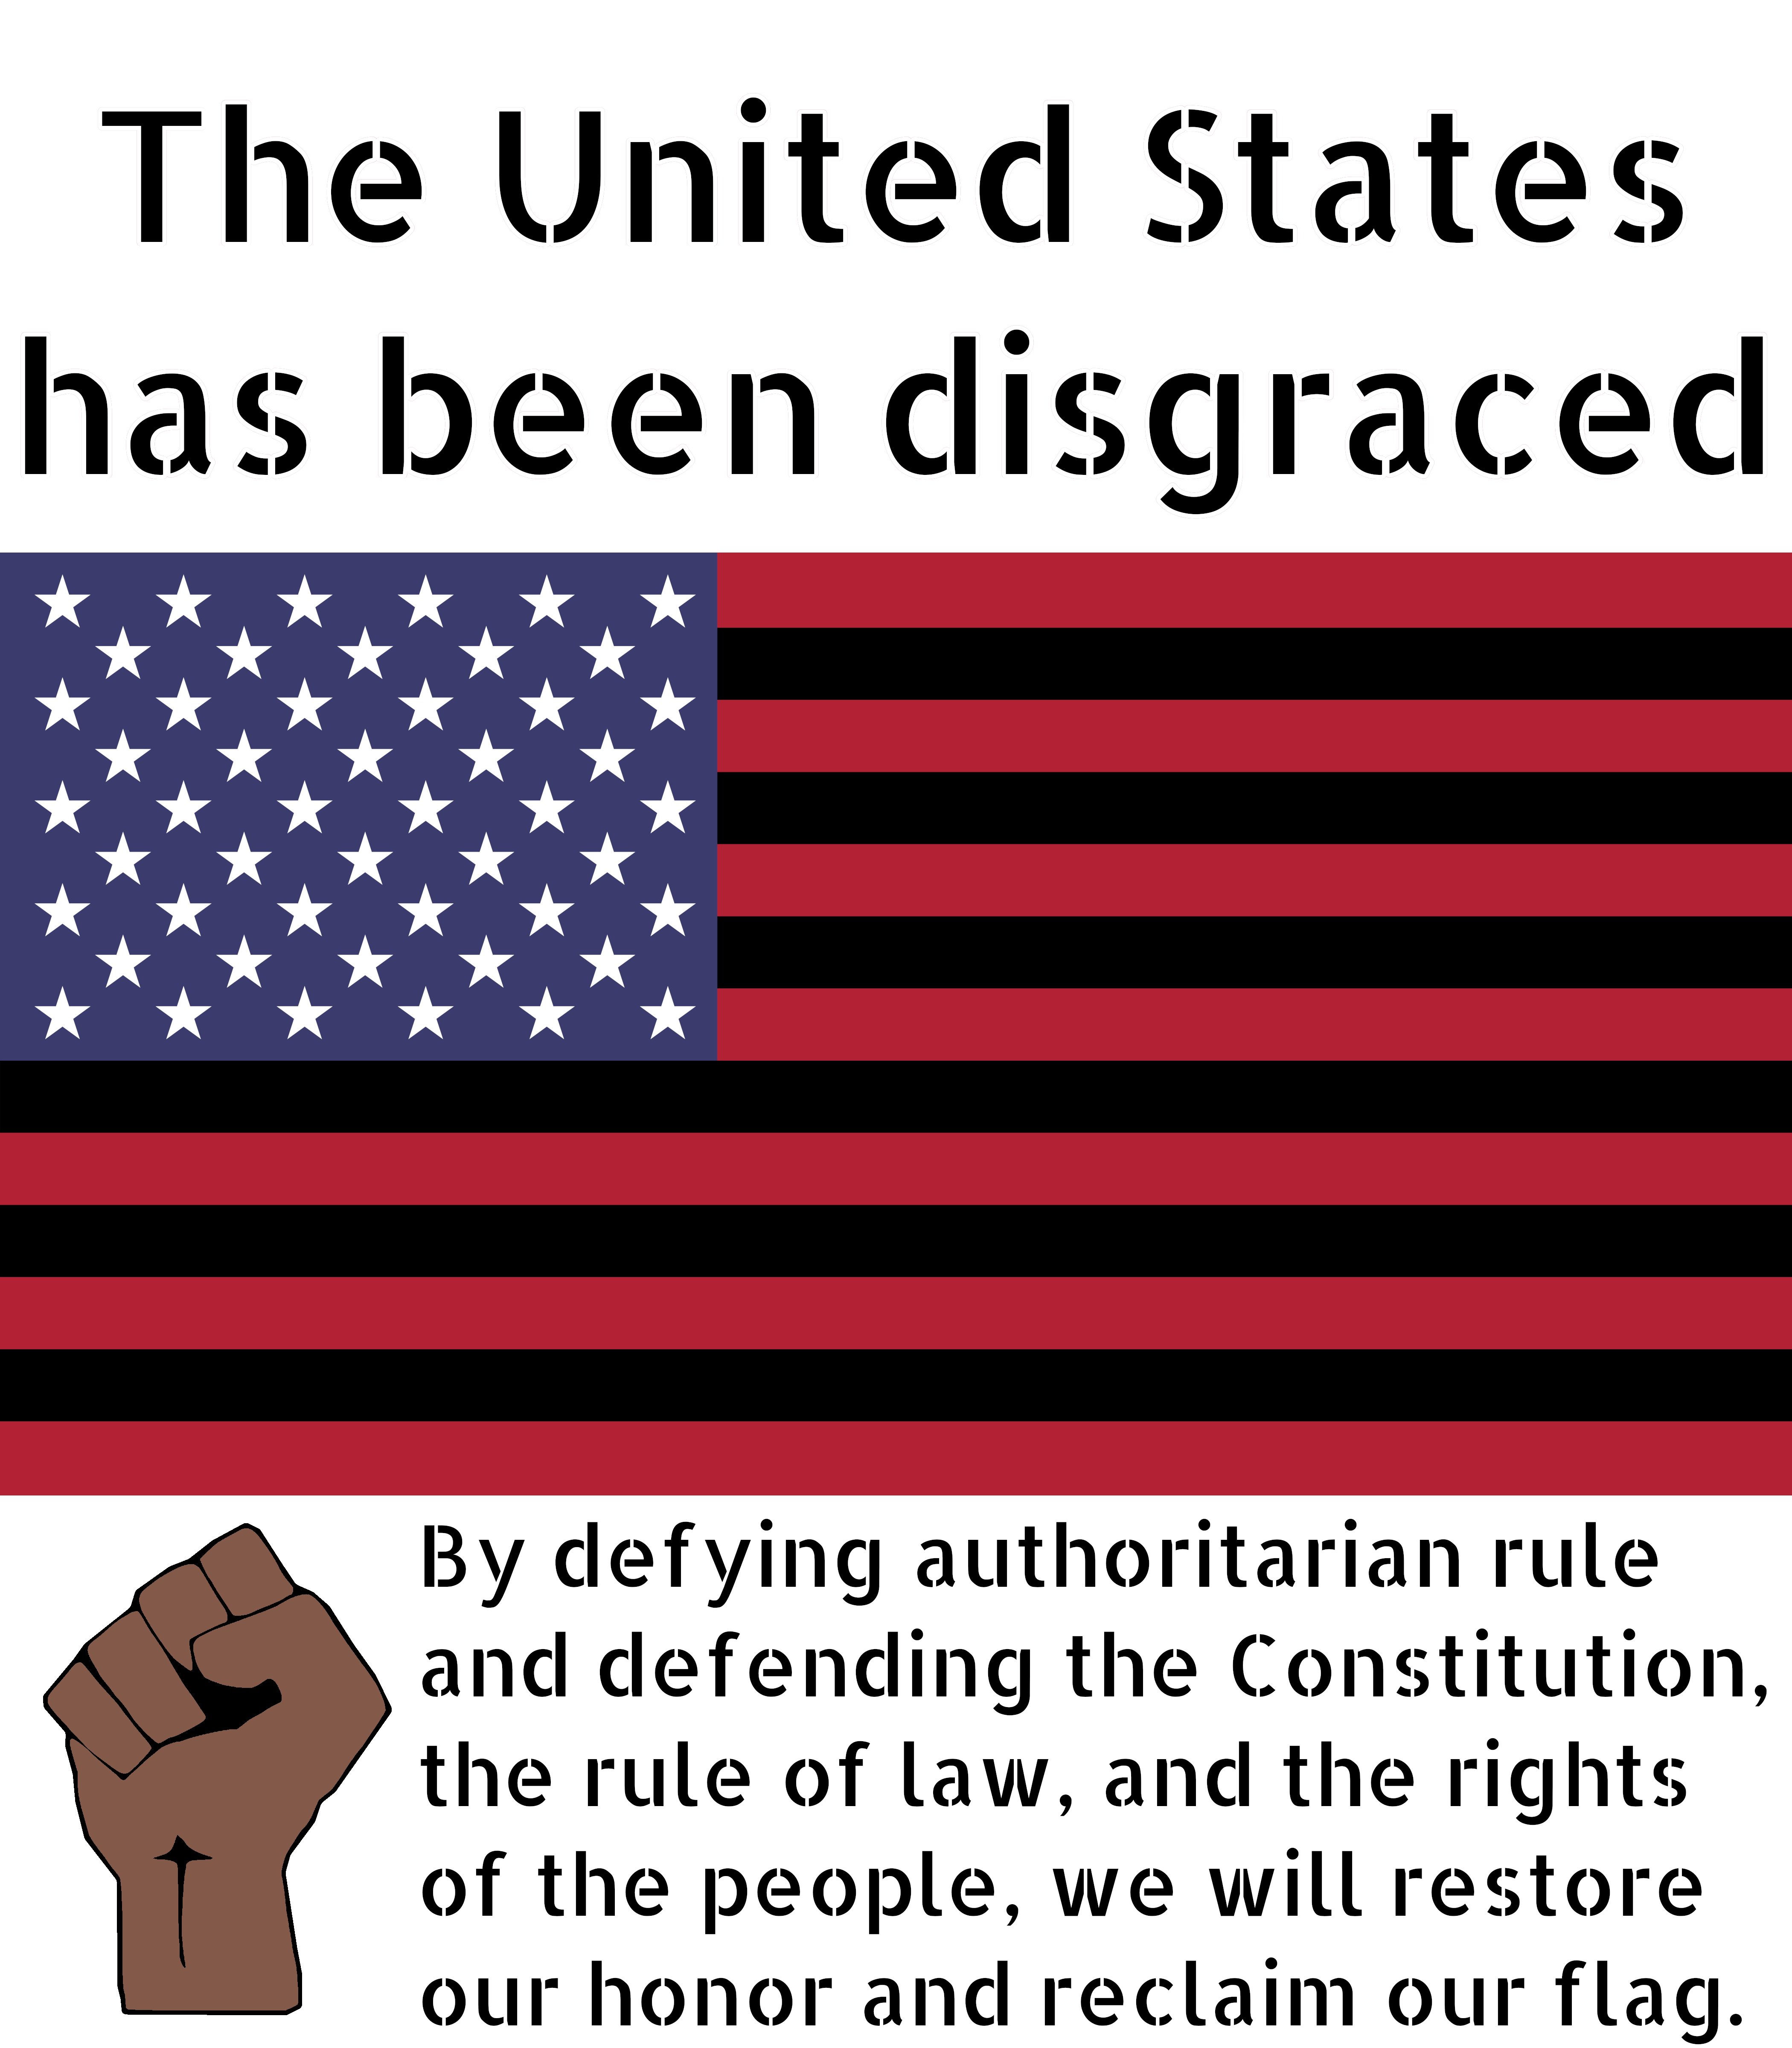 The United States
has been disgraced
By defying authoritarian rule
and defending the Constitution,
the rule of law, and the rights
of the people, we will restore
our honor and reclaim our flag.